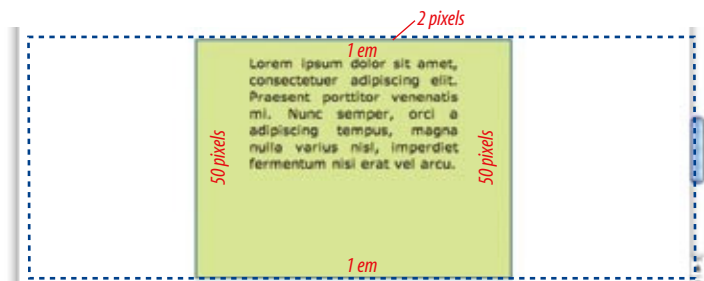 2 pixels
1 em
Lorem ipsum dolor sit amet,
consectetuer adipiscing elit.
Praesent porttitor venenatis
mi. Nunc semper, orci a
adipiscing tempus, magna
nulla varius nisl, imperdiet
fermentum nisi erat vel arcu.
50 pixels
50 pixels
1 em